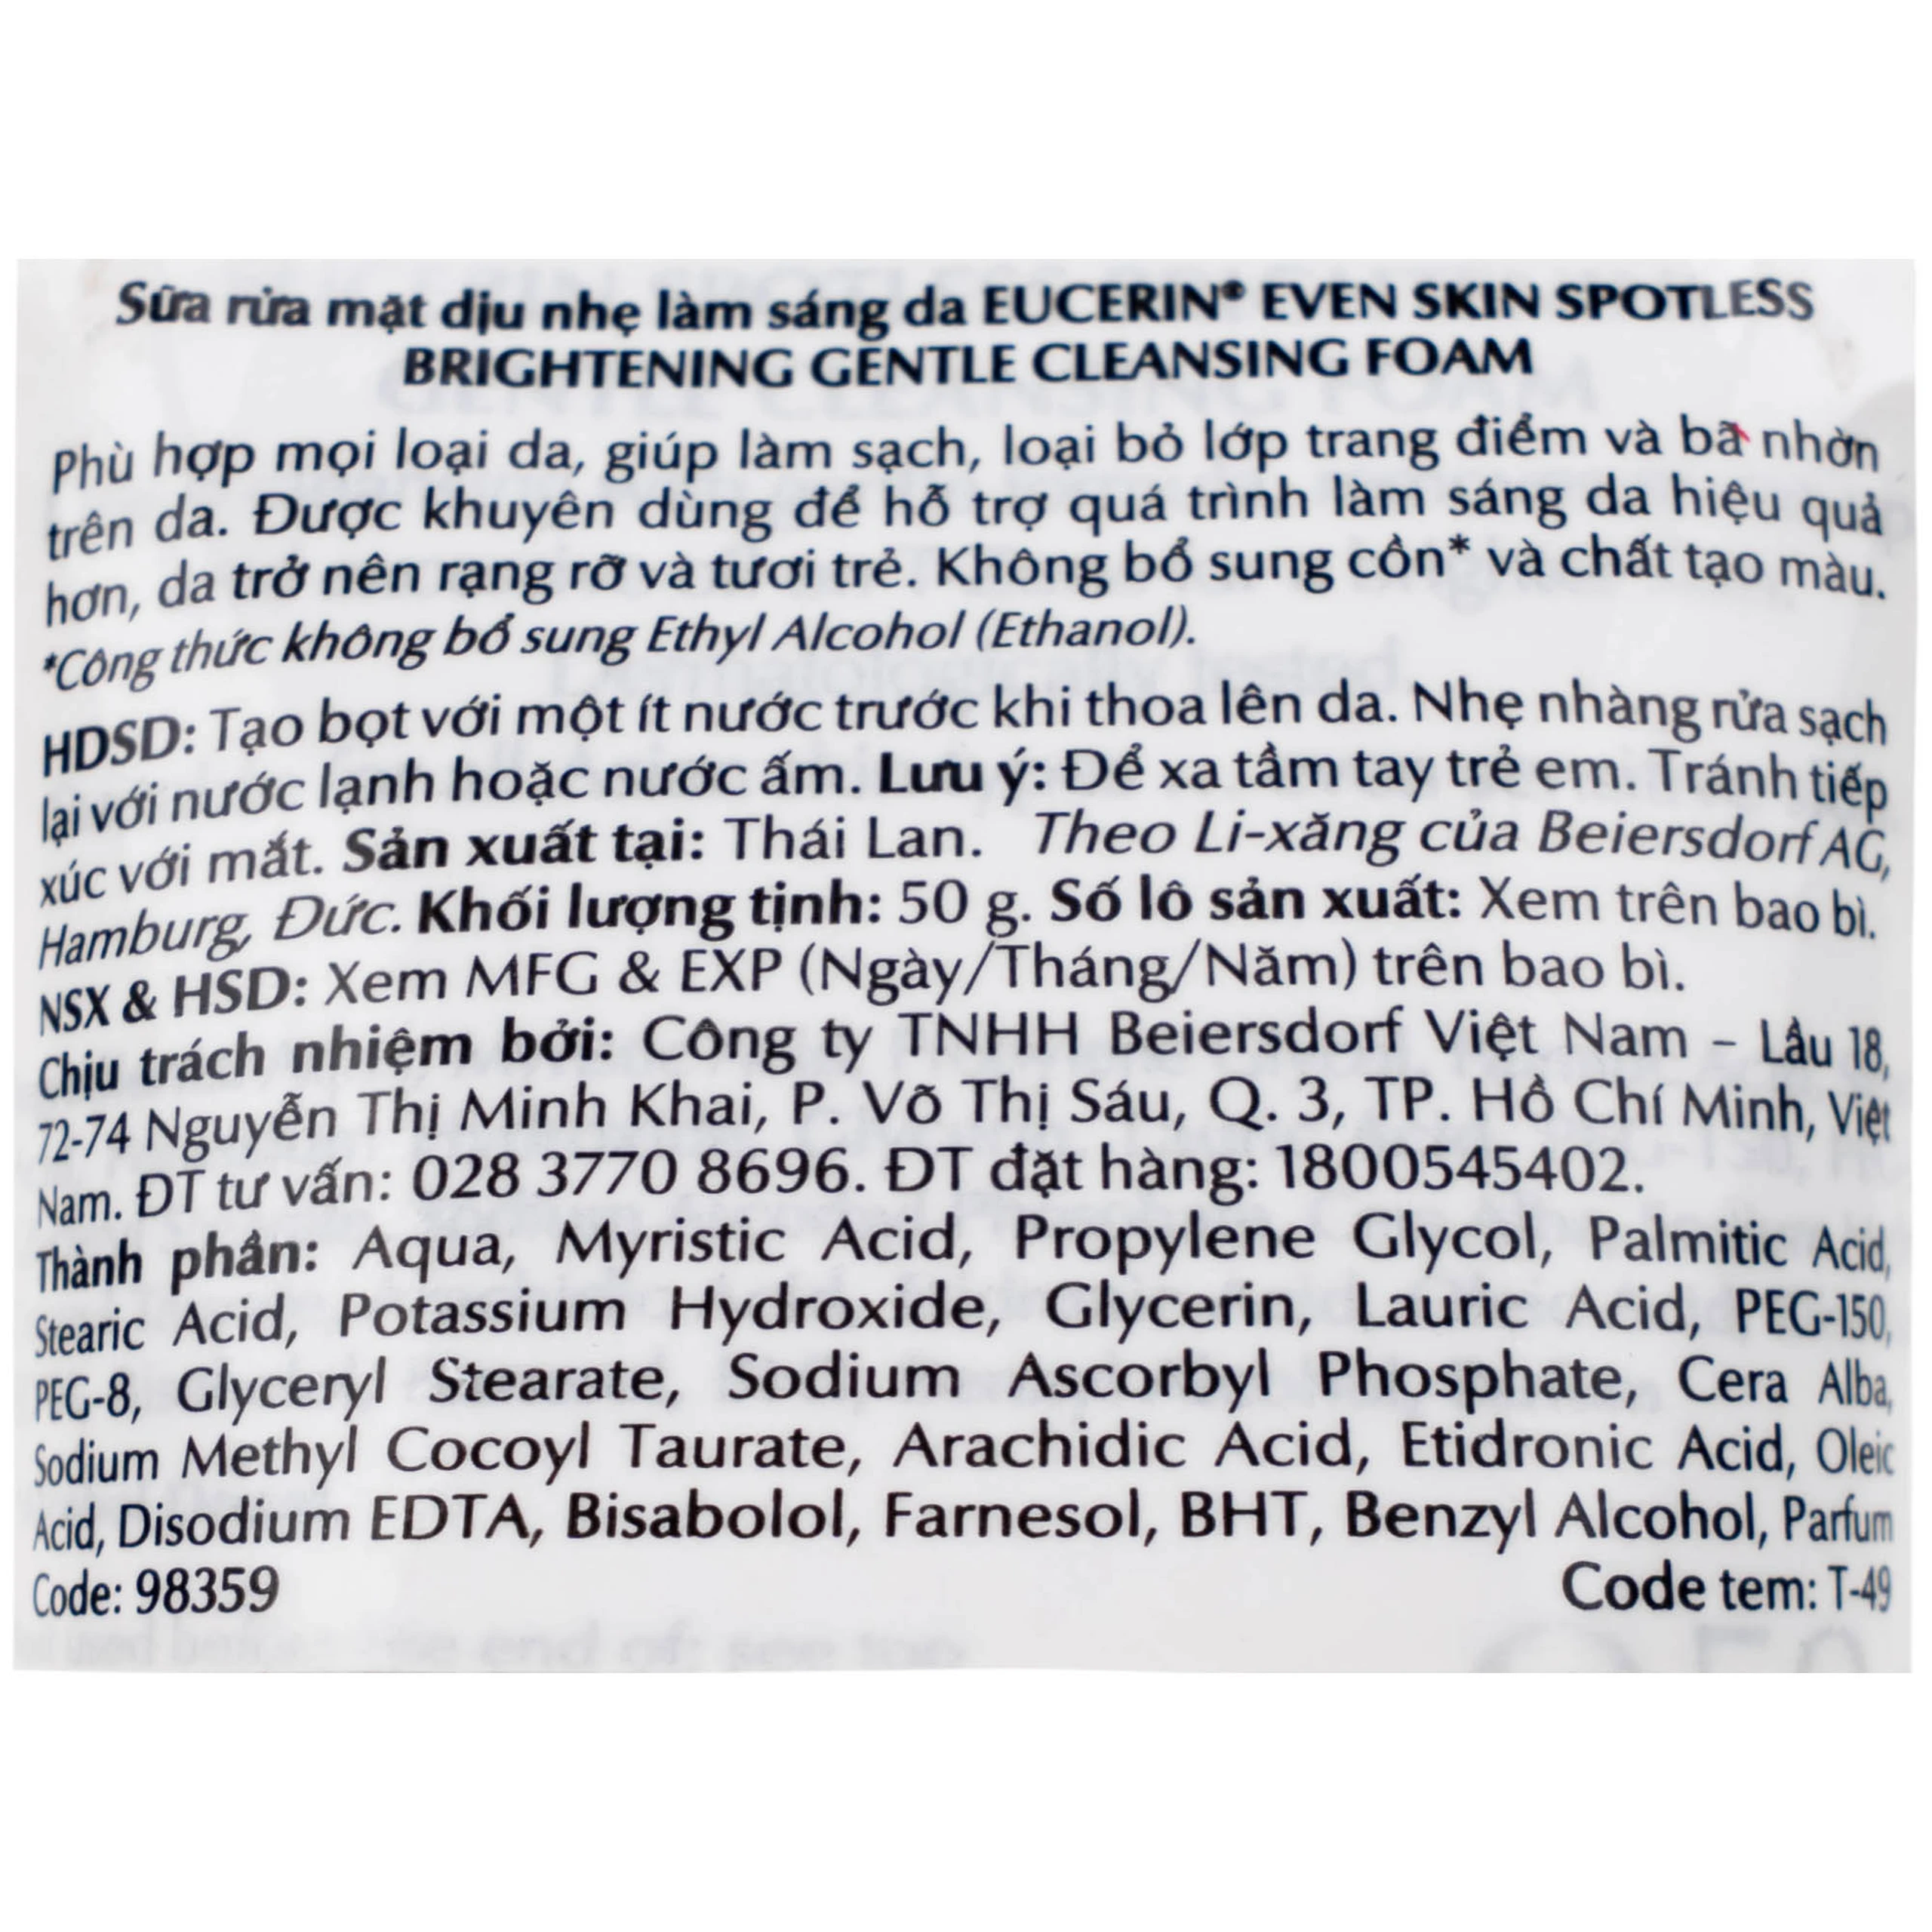 Sữa rửa mặt dịu nhẹ làm sáng da EUCERIN® EVEN SKIN SPOTLESS
BRIGHTENING GENTLE CLEANSING FOAM
Phù hợp mọi loại da, giúp làm sạch, loại bỏ lớp trang điểm và bã nhờn
trên da. Được khuyên dùng để hỗ trợ quá trình làm sáng da hiệu quả
hơn, da trở nên rạng rỡ và tươi trẻ. Không bổ sung cồn* và chất tạo màu.
*Công thức không bổ sung Ethyl Alcohol (Ethanol).
HDSD: Tạo bọt với một ít nước trước khi thoa lên da. Nhẹ nhàng rửa sạch
lại với nước lạnh hoặc nước ấm. Lưu ý: Để xa tầm tay trẻ em. Tránh tiếp
xúc với mắt. Sản xuất tại: Thái Lan. Theo Li-xăng của Beiersdorf AG,
Hamburg, Đức. Khối lượng tịnh: 50 g. Số lô sản xuất: Xem trên bao bì.
NSX & HSD: Xem MFG & EXP (Ngày/Tháng/Năm) trên bao bì.
Chịu trách nhiệm bởi: Công ty TNHH Beiersdorf Việt Nam – Lầu 18,
72-74 Nguyễn Thị Minh Khai, P. Võ Thị Sáu, Q. 3, TP. Hồ Chí Minh, Việt
Nam. ĐT tư vấn: 028 3770 8696. ĐT đặt hàng: 1800545402.
Thành phần: Aqua, Myristic Acid, Propylene Glycol, Palmitic Acid,
Stearic Acid, Potassium Hydroxide, Glycerin, Lauric Acid, PEG-150,
PEG-8, Glyceryl Stearate, Sodium Ascorbyl Phosphate, Cera Alba,
Sodium Methyl Cocoyl Taurate, Arachidic Acid, Etidronic Acid, Oleic
Acid, Disodium EDTA, Bisabolol, Farnesol, BHT, Benzyl Alcohol, Parfum
Code: 98359 Code tem: T-49